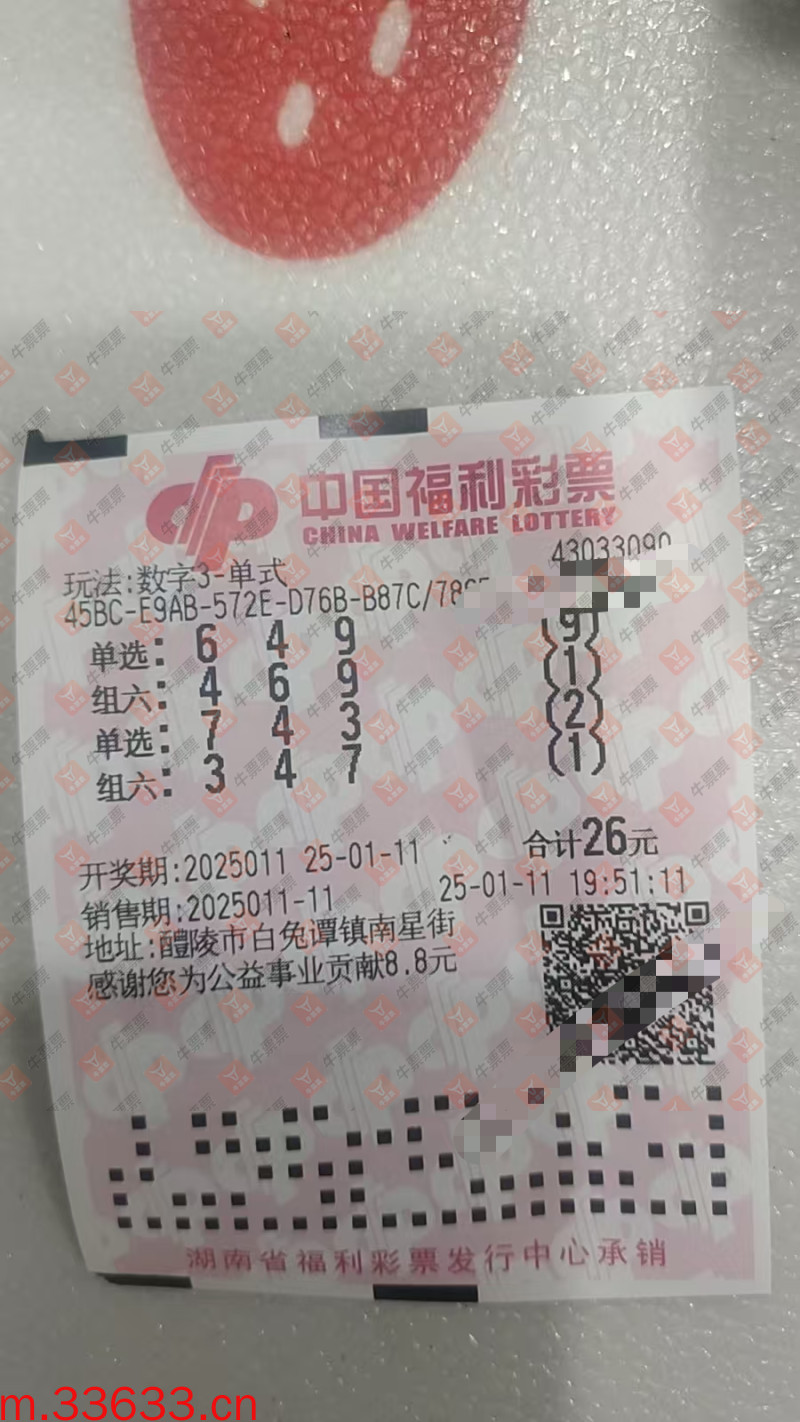 中国福利彩票
CHINA WELFARE LOTTERY
43033090
玩法:数字3-单式
45BC-E9AB-572E-D76B-B87C/78
单选: 6 4 9 (9)
组六: 4 6 9 (1)
单选: 7 4 3 (2)
组六: 3 4 7 (1)
开奖期:2025011 25-01-11 合计26元
销售期:2025011-11 25-01-11 19:51:11
地址:醴陵市白兔谭镇南星街
感谢您为公益事业贡献8.8元
湖南省福利彩票发行中心承销
牛票票
m.33633.cn